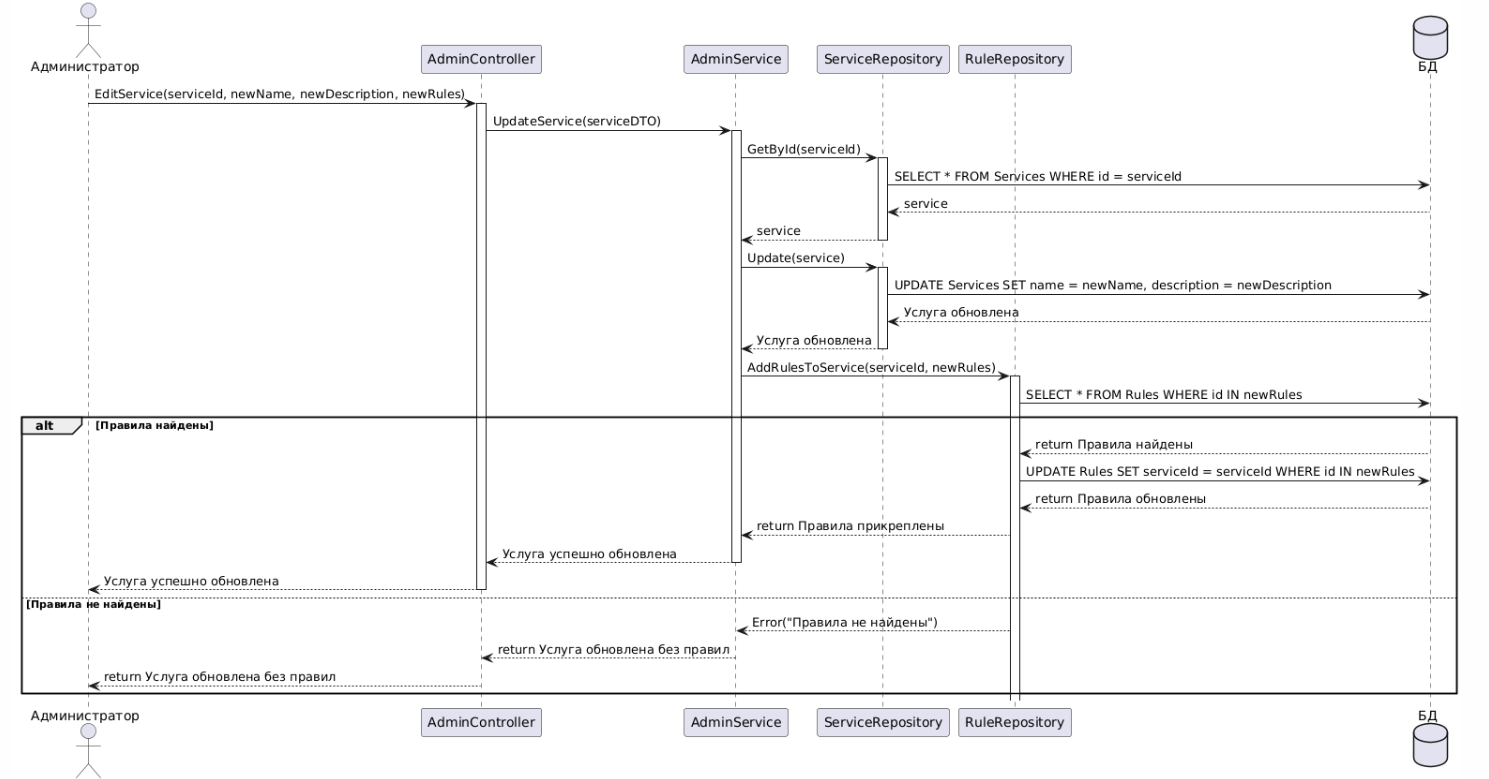 Администратор
AdminController
AdminService
ServiceRepository
RuleRepository
БД
EditService(serviceId, newName, newDescription, newRules)
UpdateService(serviceDTO)
GetById(serviceId)
SELECT * FROM Services WHERE id = serviceId
service
service
Update(service)
UPDATE Services SET name = newName, description = newDescription
Услуга обновлена
Услуга обновлена
AddRulesToService(serviceId, newRules)
SELECT * FROM Rules WHERE id IN newRules
alt [Правила найдены]
return Правила найдены
UPDATE Rules SET serviceId = serviceId WHERE id IN newRules
return Правила обновлены
return Правила прикреплены
Услуга успешно обновлена
Услуга успешно обновлена
[Правила не найдены]
Error("Правила не найдены")
return Услуга обновлена без правил
return Услуга обновлена без правил
Администратор
AdminController
AdminService
ServiceRepository
RuleRepository
БД